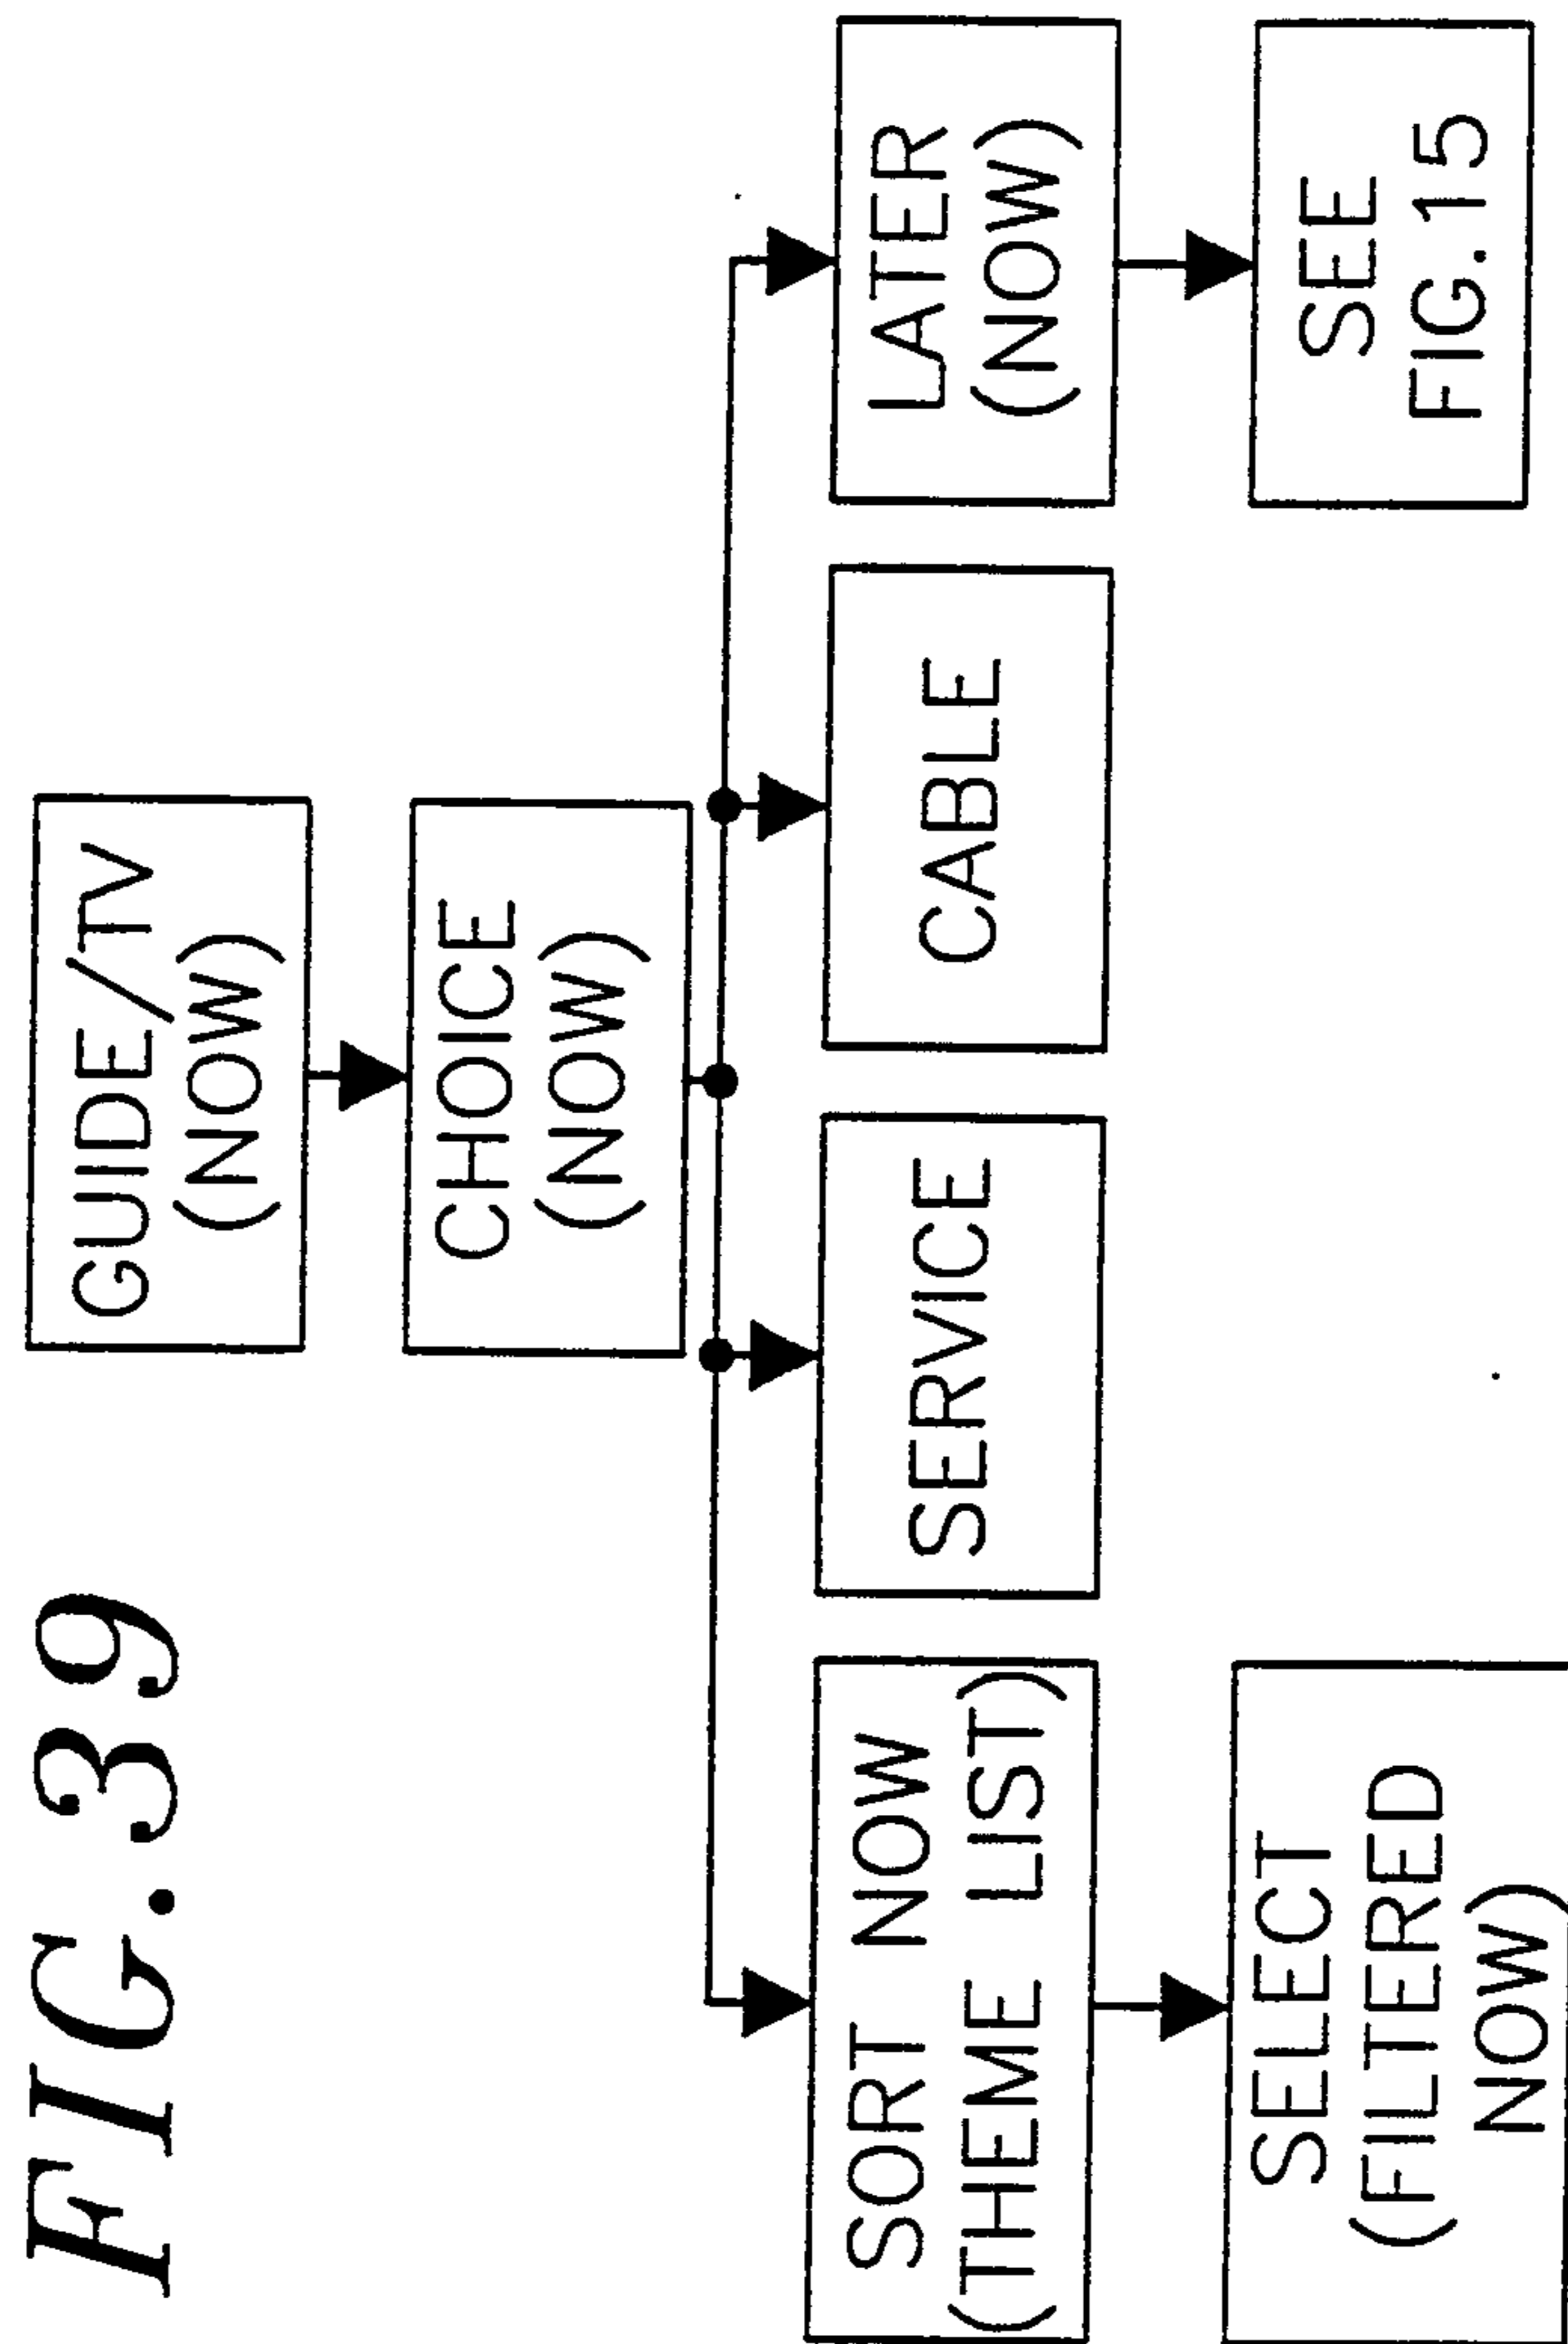 FIG. 39
GUIDE/TV
(NOW)
CHOICE
(NOW)
SORT NOW
(THEME LIST)
SERVICE
CABLE
LATER
(NOW)
SELECT
(FILTERED
NOW)
SEE
FIG.15